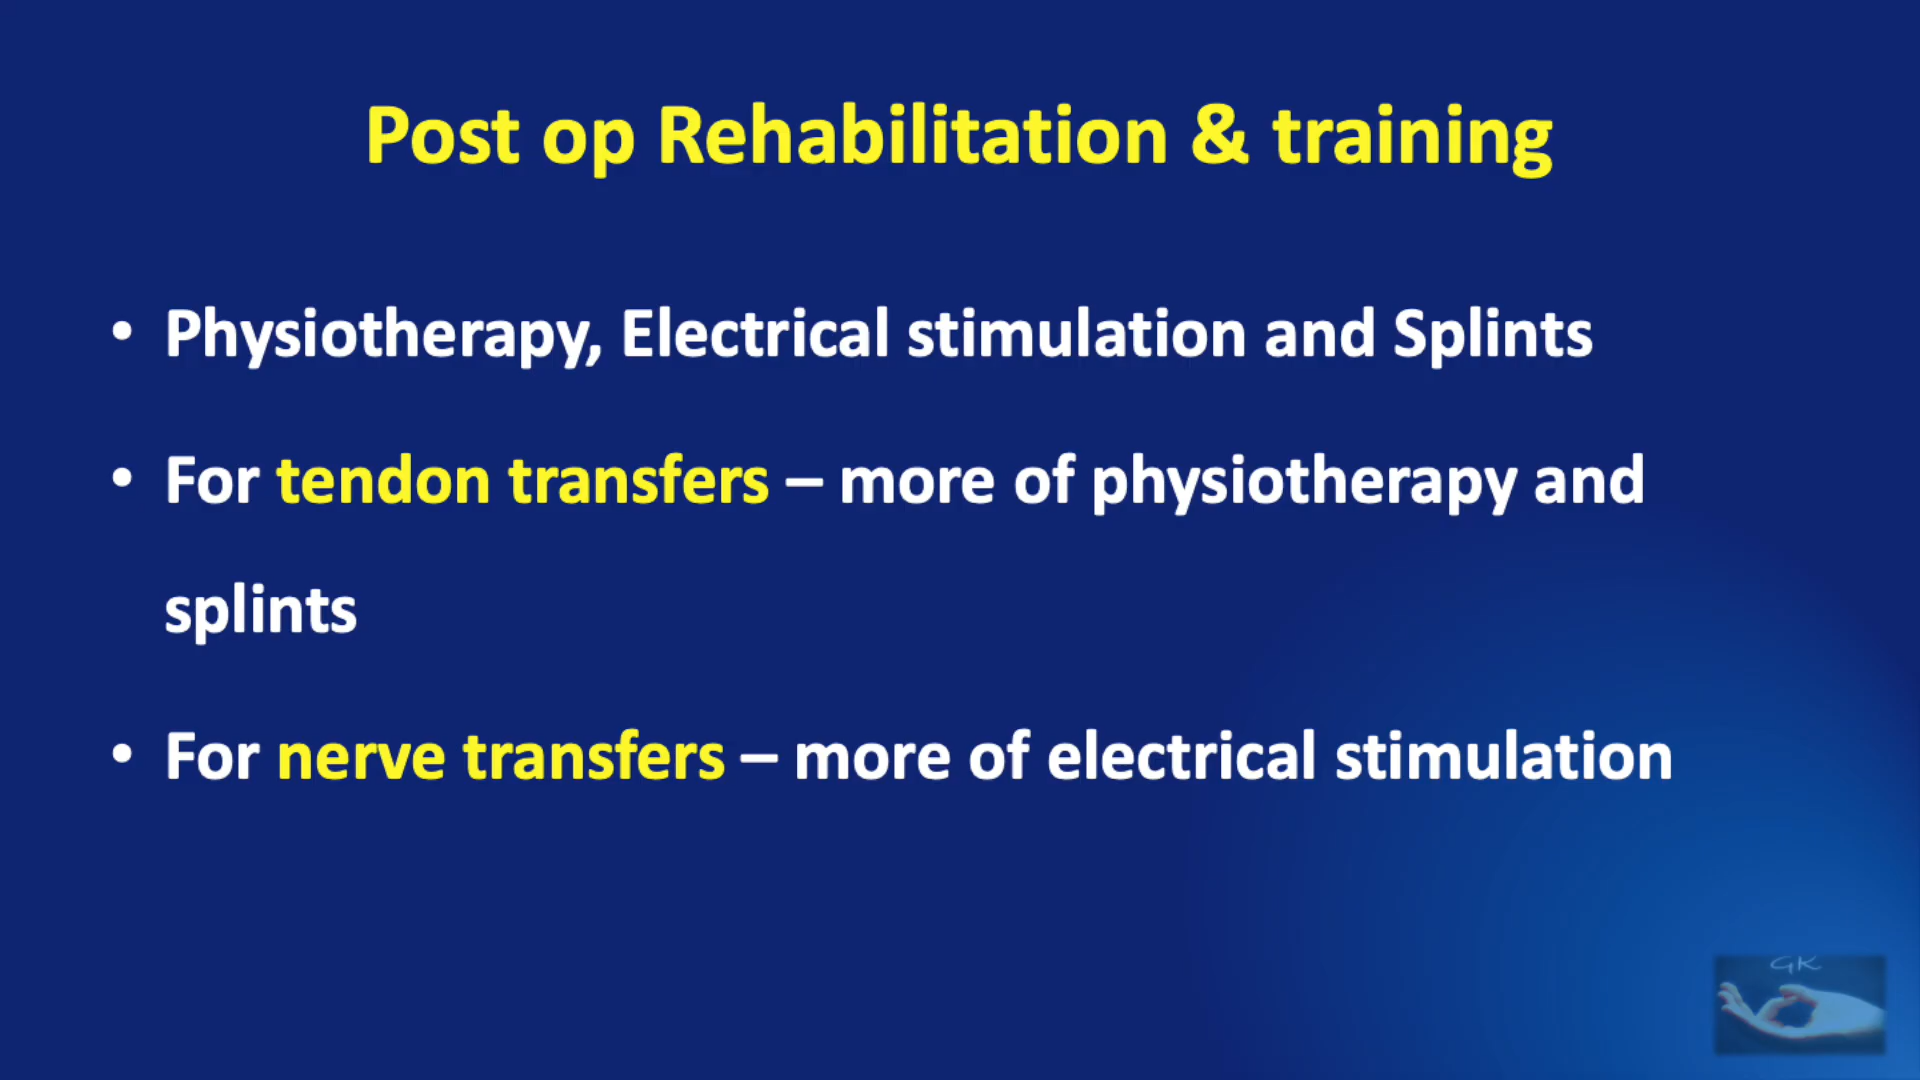 Post op Rehabilitation & training
• Physiotherapy, Electrical stimulation and Splints
• For tendon transfers – more of physiotherapy and
splints
• For nerve transfers – more of electrical stimulation
GK